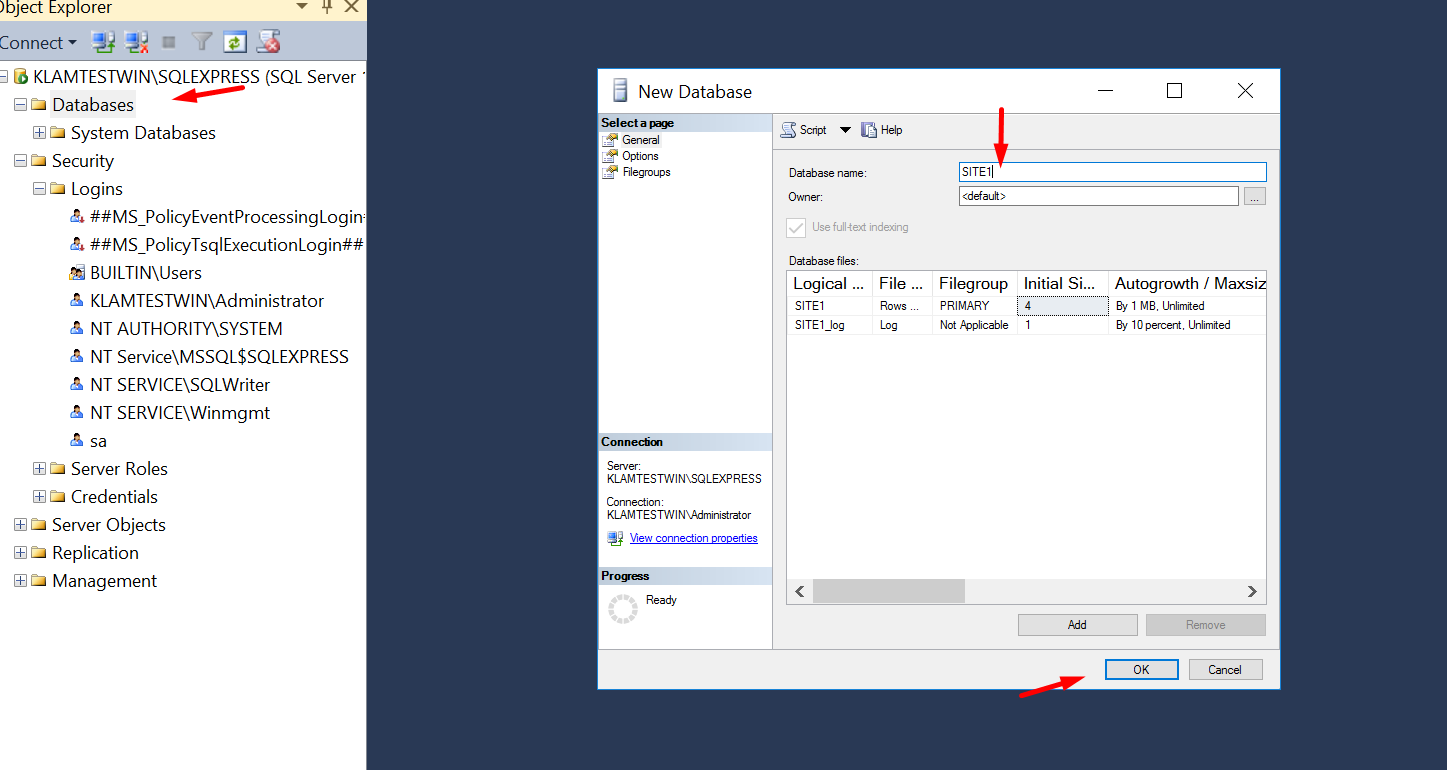 Object Explorer
Connect
KLAMTESTWIN\SQLEXPRESS (SQL Server
Databases
System Databases
Security
Logins
##MS_PolicyEventProcessingLogin
##MS_PolicyTsqlExecutionLogin##
BUILTIN\Users
KLAMTESTWIN\Administrator
NT AUTHORITY\SYSTEM
NT Service\MSSQL$SQLEXPRESS
NT SERVICE\SQLWriter
NT SERVICE\Winmgmt
sa
Server Roles
Credentials
Server Objects
Replication
Management
New Database
Select a page
General
Options
Filegroups
Connection
Server:
KLAMTESTWIN\SQLEXPRESS
Connection:
KLAMTESTWIN\Administrator
View connection properties
Progress
Ready
Script Help
Database name: SITE1
Owner: <default> ...
Use full-text indexing
Database files:
Logical ... File ... Filegroup Initial Si... Autogrowth / Maxsiz
SITE1 Rows ... PRIMARY 4 By 1 MB, Unlimited
SITE1_log Log Not Applicable 1 By 10 percent, Unlimited
Add Remove
OK Cancel